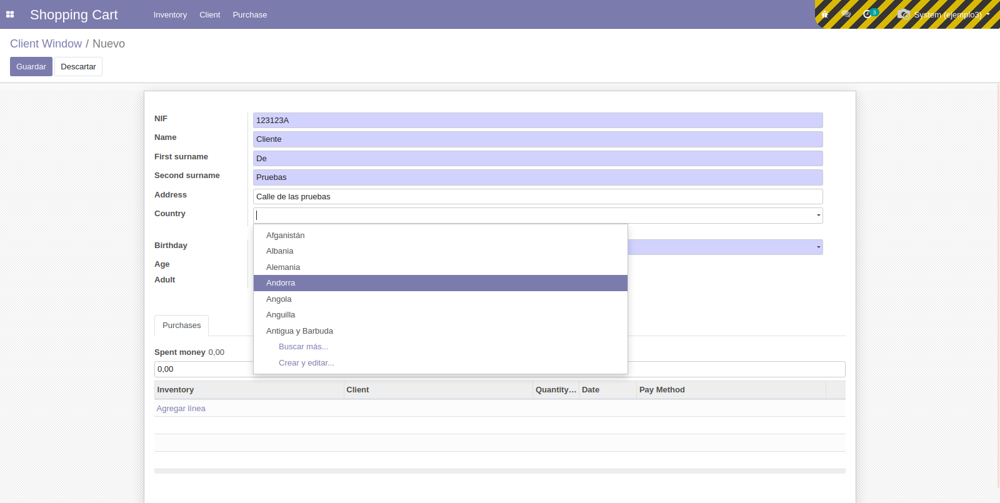 Shopping Cart Inventory Client Purchase 3 System (ejemplo3)
Client Window / Nuevo
Guardar Descartar
NIF 123123A
Name Cliente
First surname De
Second surname Pruebas
Address Calle de las pruebas
Country
Afganistán
Birthday
Albania
Age
Alemania
Adult
Andorra
Angola
Anguilla
Purchases
Antigua y Barbuda
Buscar más...
Spent money 0,00
Crear y editar...
0,00
Inventory Client Quantity... Date Pay Method
Agregar línea